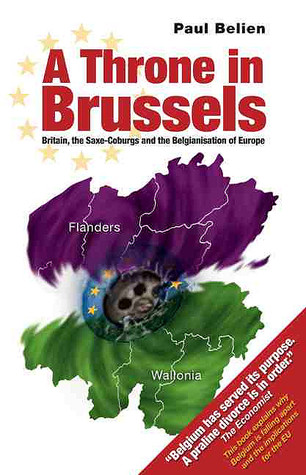 Paul Belien
A Throne in
Brussels
Britain, the Saxe-Coburgs and the Belgianisation of Europe
Flanders
Wallonia
"Belgium has served its purpose.
A praline divorce is in order."
The Economist
This book explains why
Belgium is falling apart
and the implications
for the EU